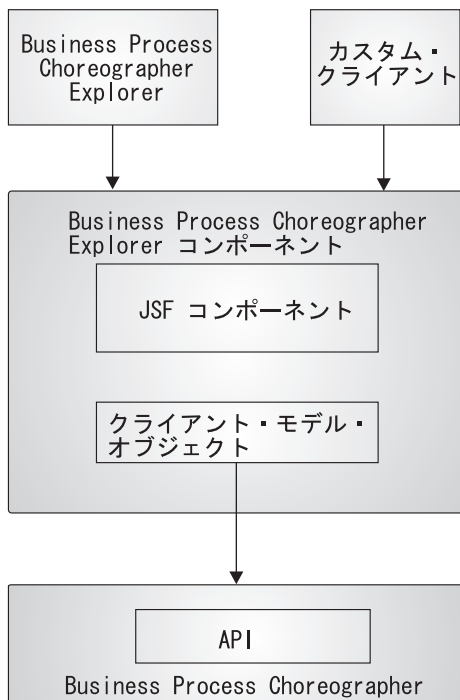 Business Process
Choreographer
Explorer
カスタム・
クライアント
Business Process Choreographer
Explorer コンポーネント
JSF コンポーネント
クライアント・モデル・
オブジェクト
API
Business Process Choreographer